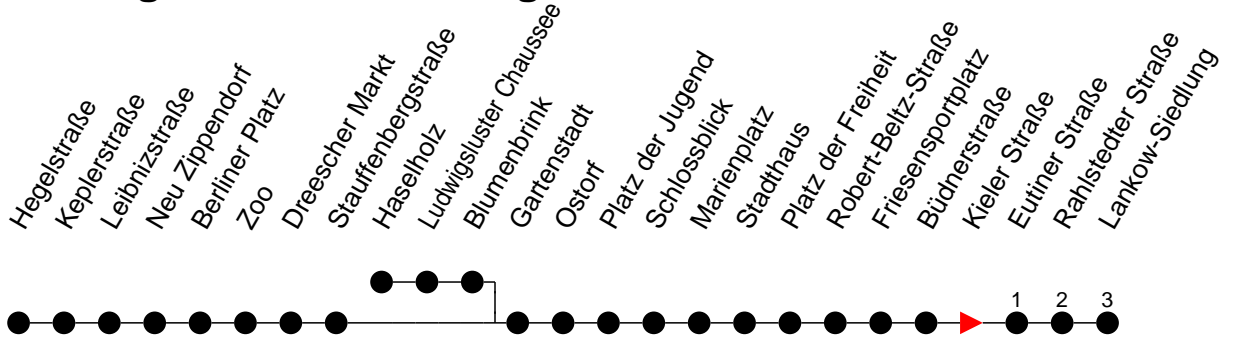 Hegelstraße
Keplerstraße
Leibnizstraße
Neu Zippendorf
Berliner Platz
Zoo
Dreescher Markt
Stauffenbergstraße
Haselholz
Ludwigsluster Chaussee
Blumenbrink
Gartenstadt
Ostorf
Platz der Jugend
Schlossblick
Marienplatz
Stadthaus
Platz der Freiheit
Robert-Beltz-Straße
Friesensportplatz
Büdnerstraße
Kieler Straße
Eutiner Straße
Rahlstedter Straße
Lankow-Siedlung
1 2 3